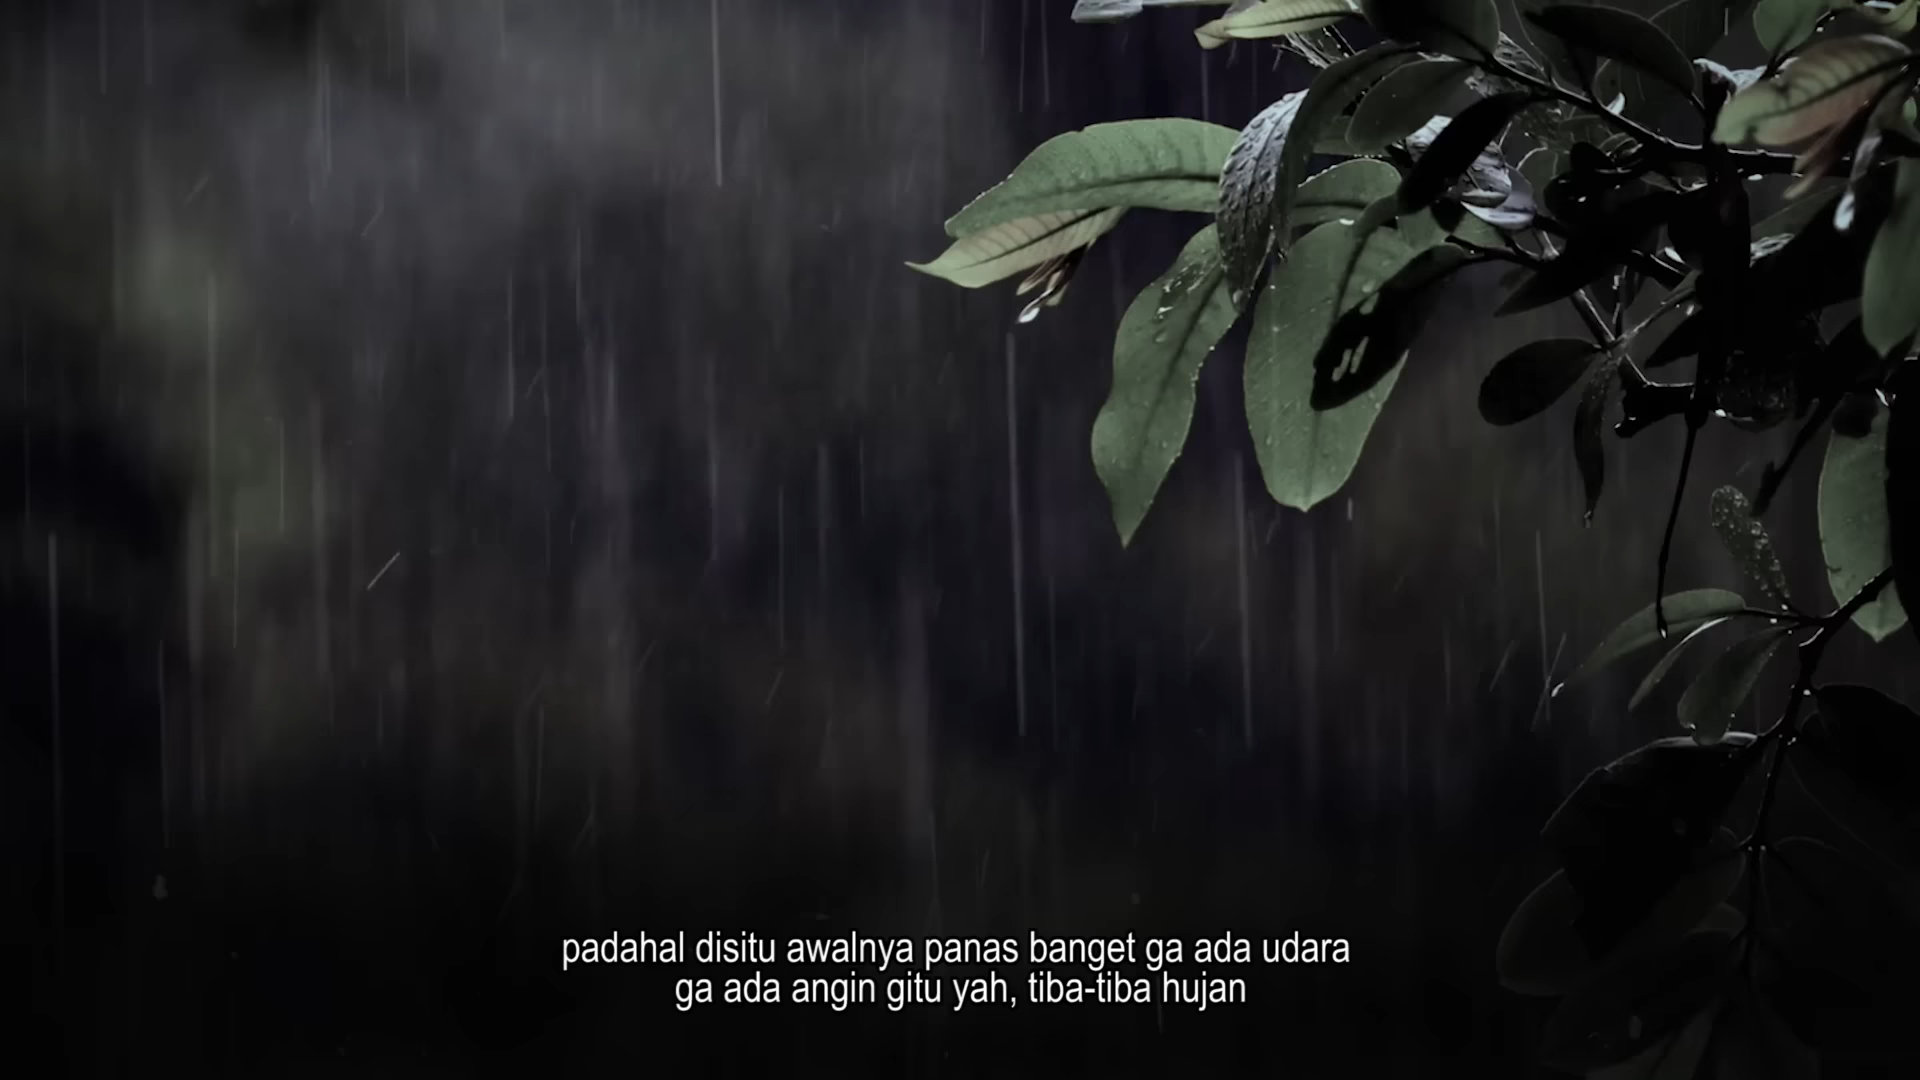 padahal disitu awalnya panas banget ga ada udara
ga ada angin gitu yah, tiba-tiba hujan